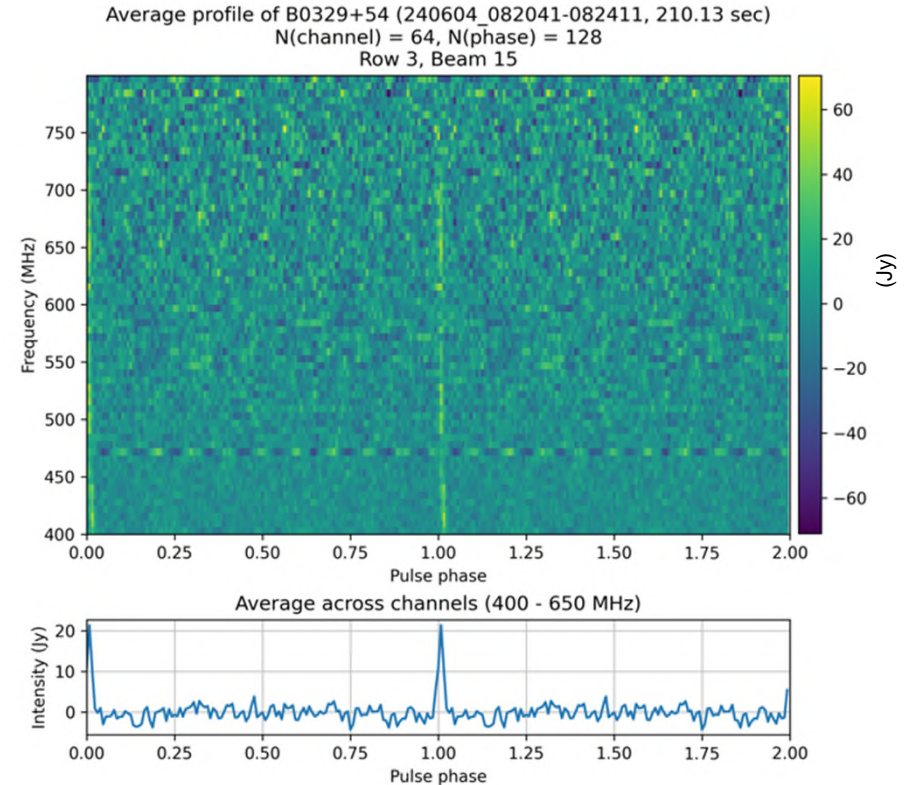 Average profile of B0329+54 (240604_082041-082411, 210.13 sec)
N(channel) = 64, N(phase) = 128
Row 3, Beam 15
Frequency (MHz)
750
700
650
600
550
500
450
400
0.00 0.25 0.50 0.75 1.00 1.25 1.50 1.75 2.00
Pulse phase
60
40
20
0
−20
−40
−60
(Jy)
Average across channels (400 - 650 MHz)
Intensity (Jy)
20
10
0
0.00 0.25 0.50 0.75 1.00 1.25 1.50 1.75 2.00
Pulse phase